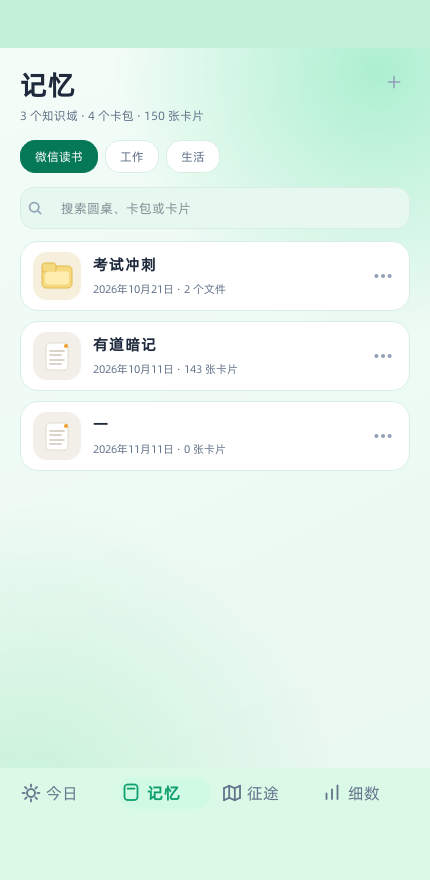 记忆
3 个知识域 · 4 个卡包 · 150 张卡片
微信读书
工作
生活
搜索圆桌、卡包或卡片
考试冲刺
2026年10月21日 · 2 个文件
有道暗记
2026年10月11日 · 143 张卡片
一
2026年11月11日 · 0 张卡片
今日
记忆
征途
细数